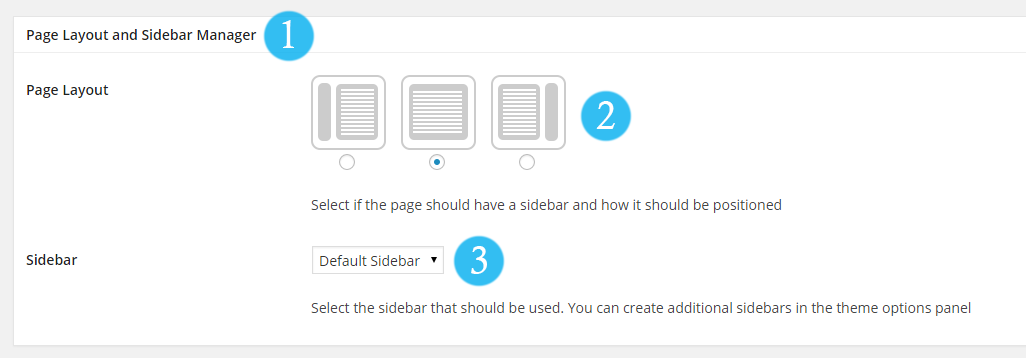 Page Layout and Sidebar Manager 1
Page Layout
2
Select if the page should have a sidebar and how it should be positioned
Sidebar Default Sidebar 3
Select the sidebar that should be used. You can create additional sidebars in the theme options panel